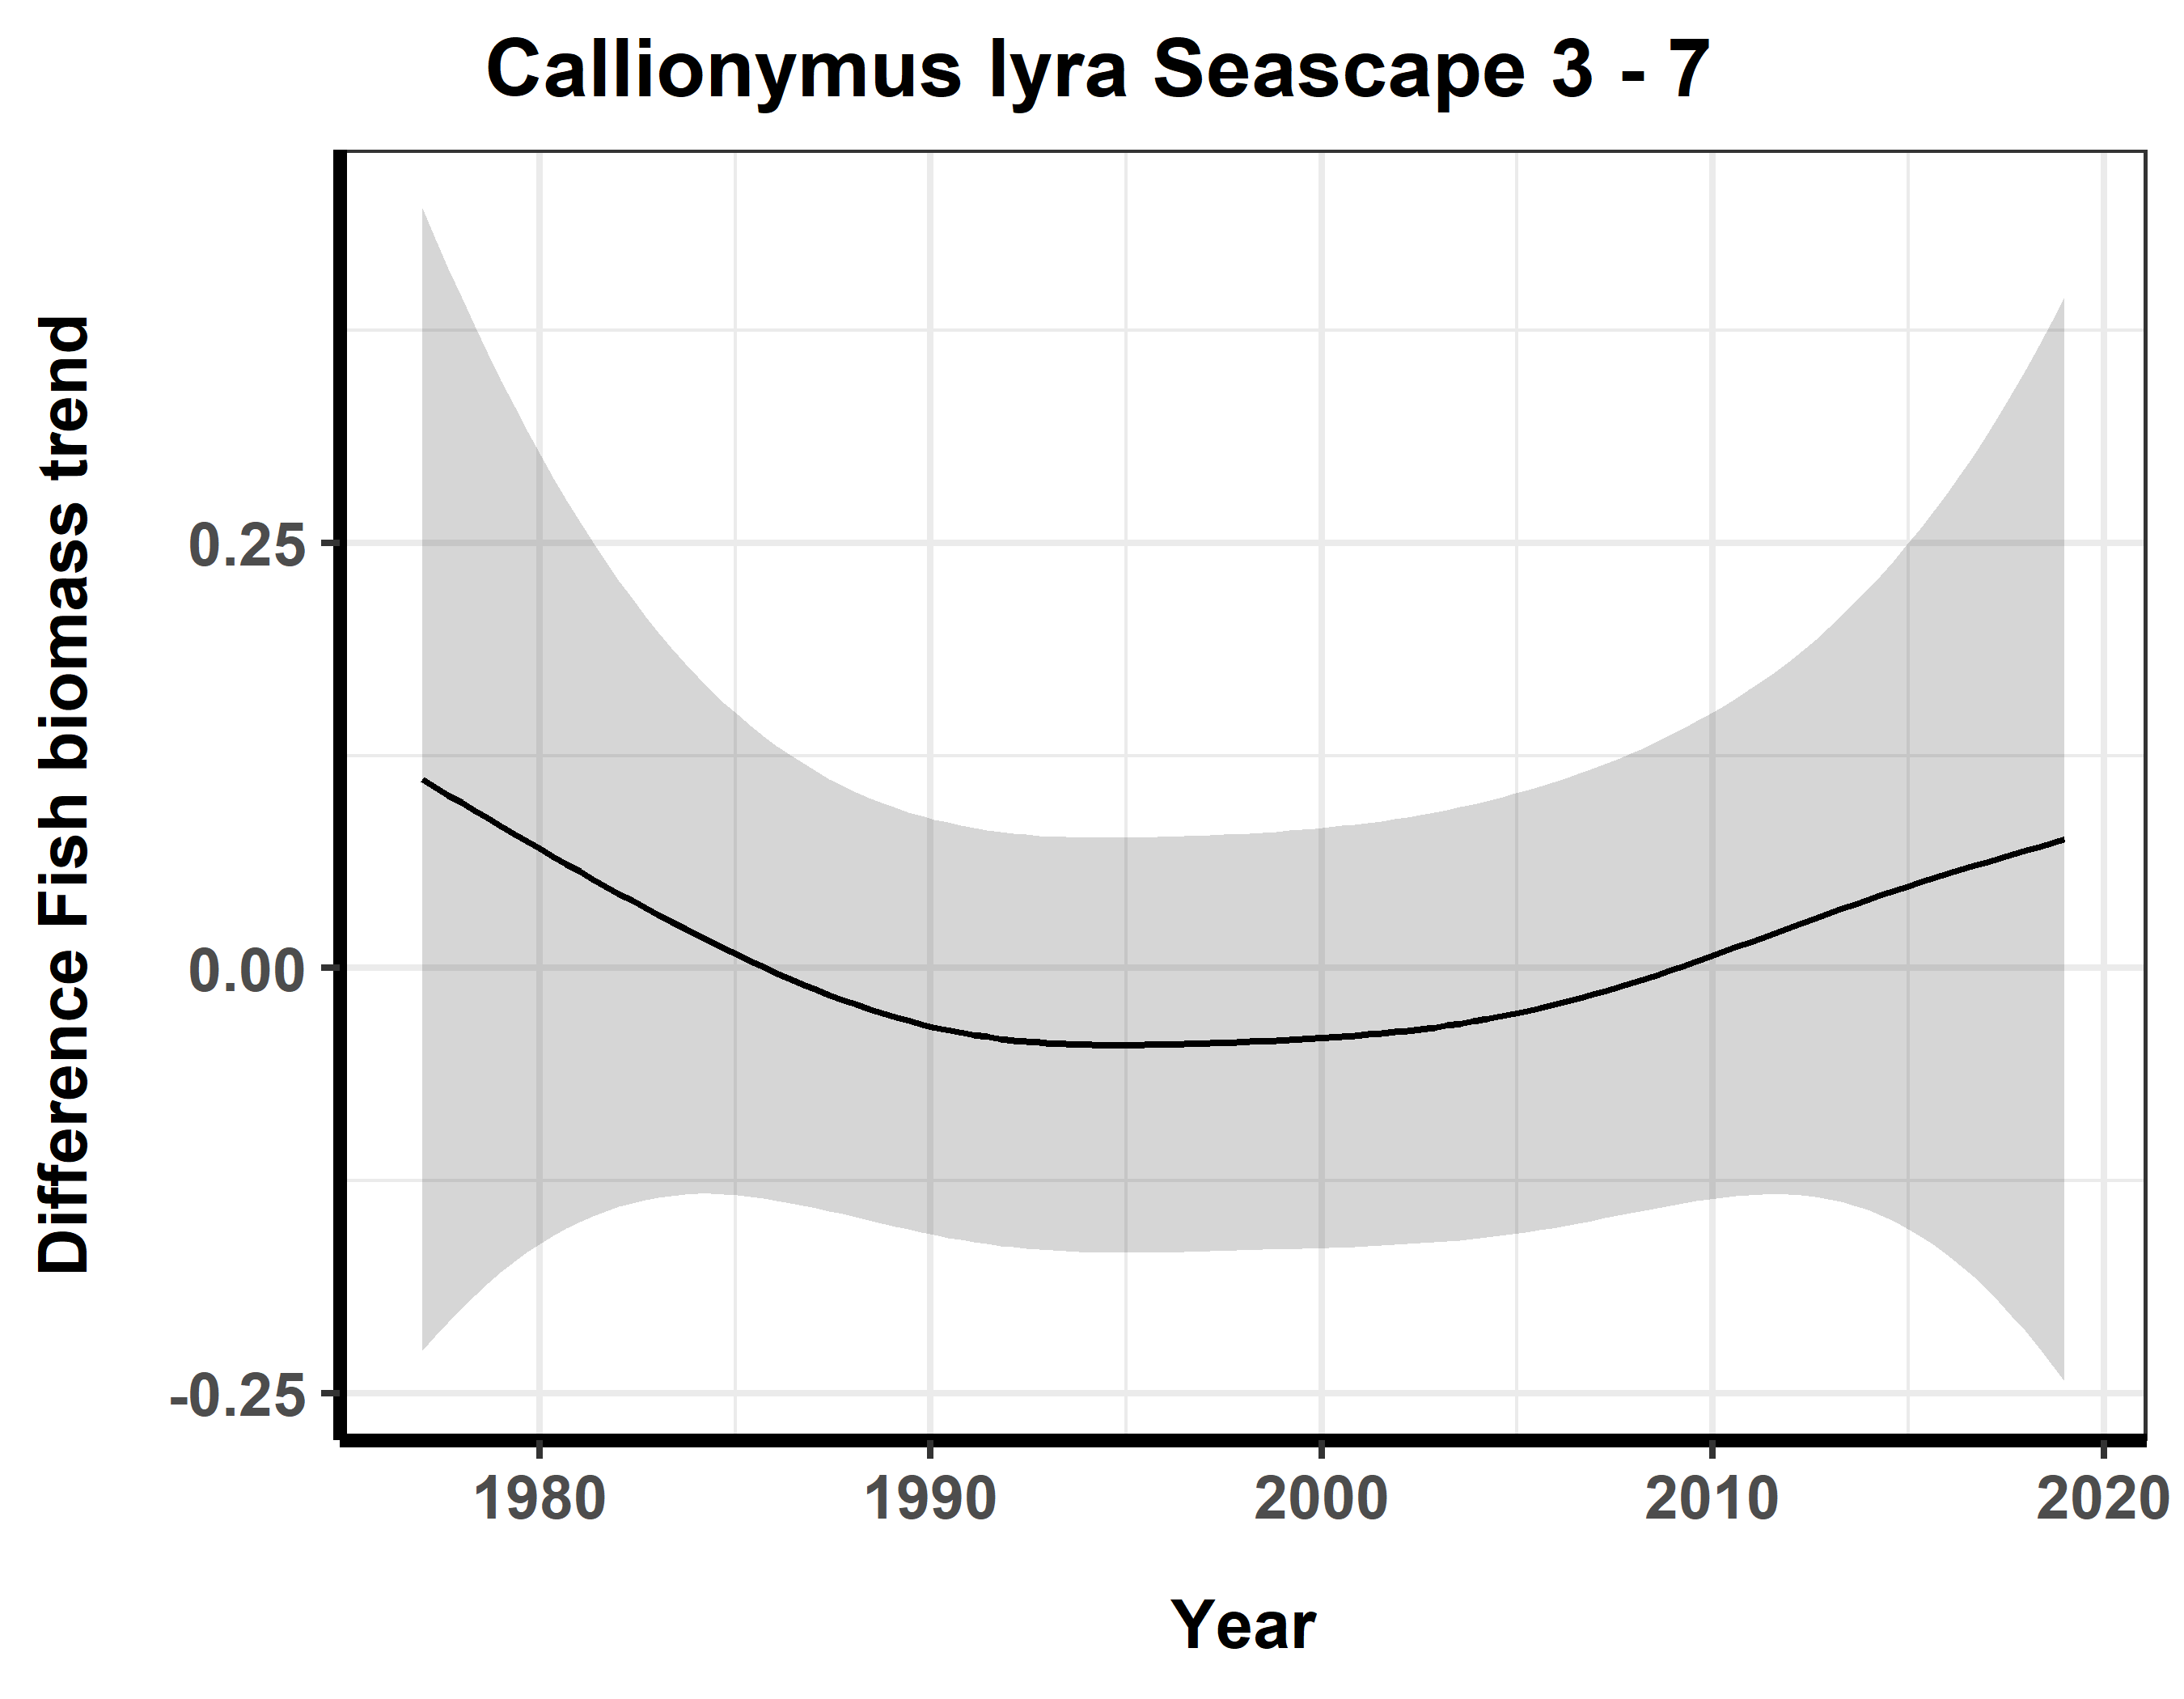 Callionymus lyra Seascape 3 - 7
Difference Fish biomass trend
0.25
0.00
-0.25
1980 1990 2000 2010 2020
Year